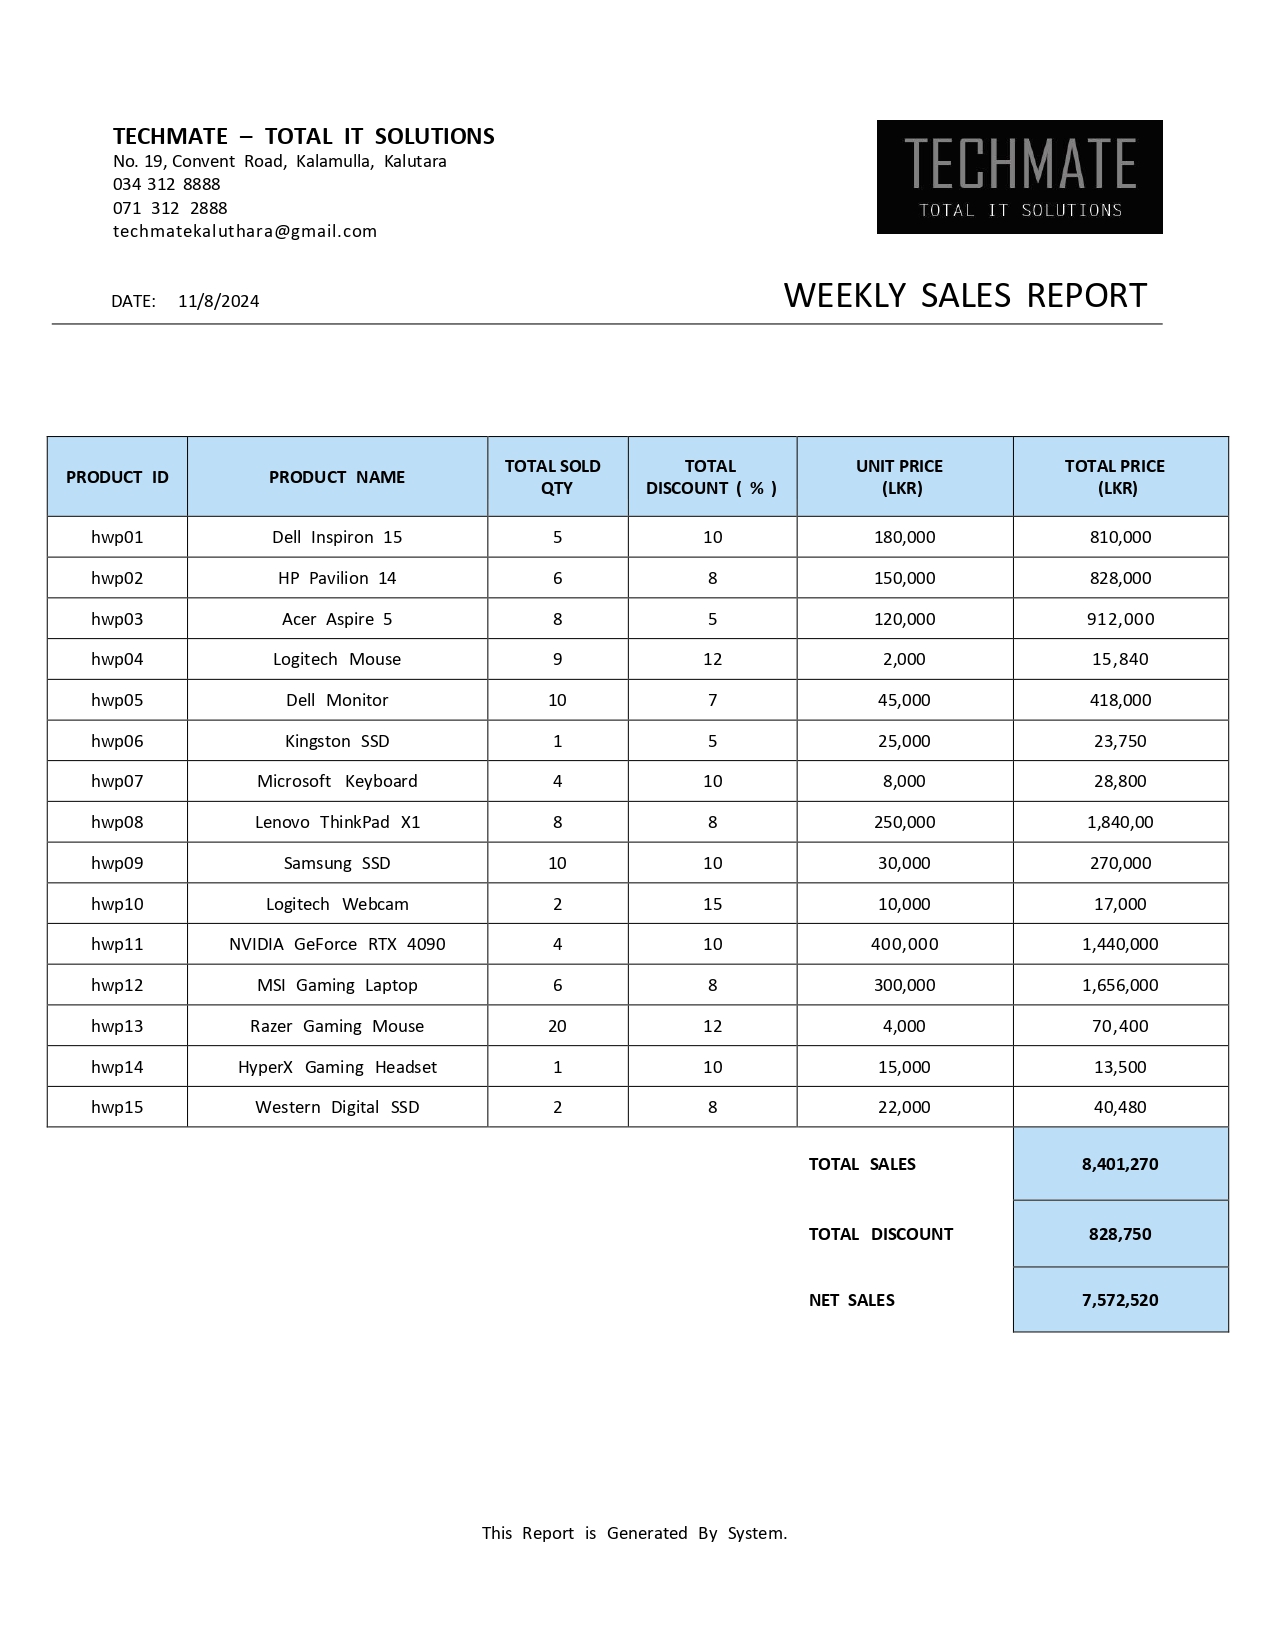 TECHMATE – TOTAL IT SOLUTIONS
No. 19, Convent Road, Kalamulla, Kalutara
034 312 8888
071 312 2888
techmatekaluthara@gmail.com
TECHMATE
TOTAL IT SOLUTIONS
DATE: 11/8/2024
WEEKLY SALES REPORT
PRODUCT ID PRODUCT NAME TOTAL SOLD QTY TOTAL DISCOUNT ( % ) UNIT PRICE (LKR) TOTAL PRICE (LKR)
hwp01 Dell Inspiron 15 5 10 180,000 810,000
hwp02 HP Pavilion 14 6 8 150,000 828,000
hwp03 Acer Aspire 5 8 5 120,000 912,000
hwp04 Logitech Mouse 9 12 2,000 15,840
hwp05 Dell Monitor 10 7 45,000 418,000
hwp06 Kingston SSD 1 5 25,000 23,750
hwp07 Microsoft Keyboard 4 10 8,000 28,800
hwp08 Lenovo ThinkPad X1 8 8 250,000 1,840,00
hwp09 Samsung SSD 10 10 30,000 270,000
hwp10 Logitech Webcam 2 15 10,000 17,000
hwp11 NVIDIA GeForce RTX 4090 4 10 400,000 1,440,000
hwp12 MSI Gaming Laptop 6 8 300,000 1,656,000
hwp13 Razer Gaming Mouse 20 12 4,000 70,400
hwp14 HyperX Gaming Headset 1 10 15,000 13,500
hwp15 Western Digital SSD 2 8 22,000 40,480
TOTAL SALES 8,401,270
TOTAL DISCOUNT 828,750
NET SALES 7,572,520
This Report is Generated By System.